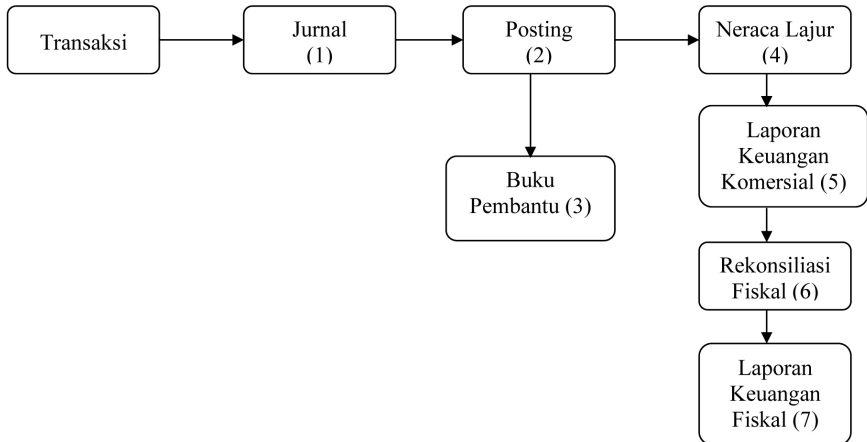 Transaksi
Jurnal
(1)
Posting
(2)
Neraca Lajur
(4)
Buku
Pembantu (3)
Laporan
Keuangan
Komersial (5)
Rekonsiliasi
Fiskal (6)
Laporan
Keuangan
Fiskal (7)